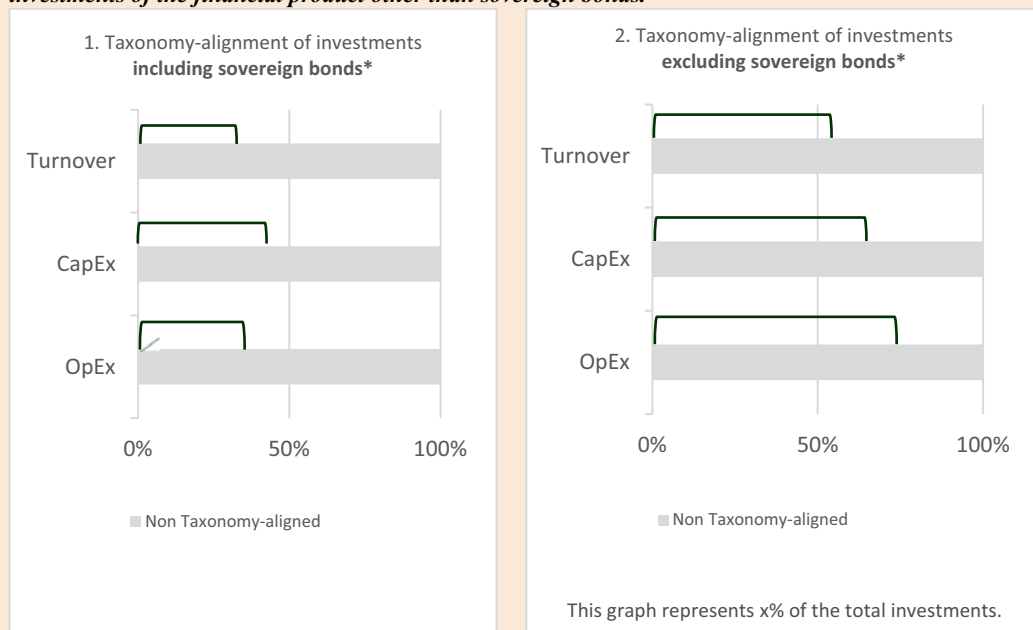 investments of the financial product other than sovereign bonds.
1. Taxonomy-alignment of investments
including sovereign bonds*
Turnover
CapEx
OpEx
0% 50% 100%
Non Taxonomy-aligned
2. Taxonomy-alignment of investments
excluding sovereign bonds*
Turnover
CapEx
OpEx
0% 50% 100%
Non Taxonomy-aligned
This graph represents x% of the total investments.